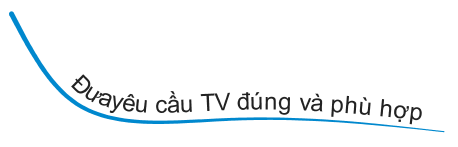 Đưayêu cầu TV đúng và phù hợp